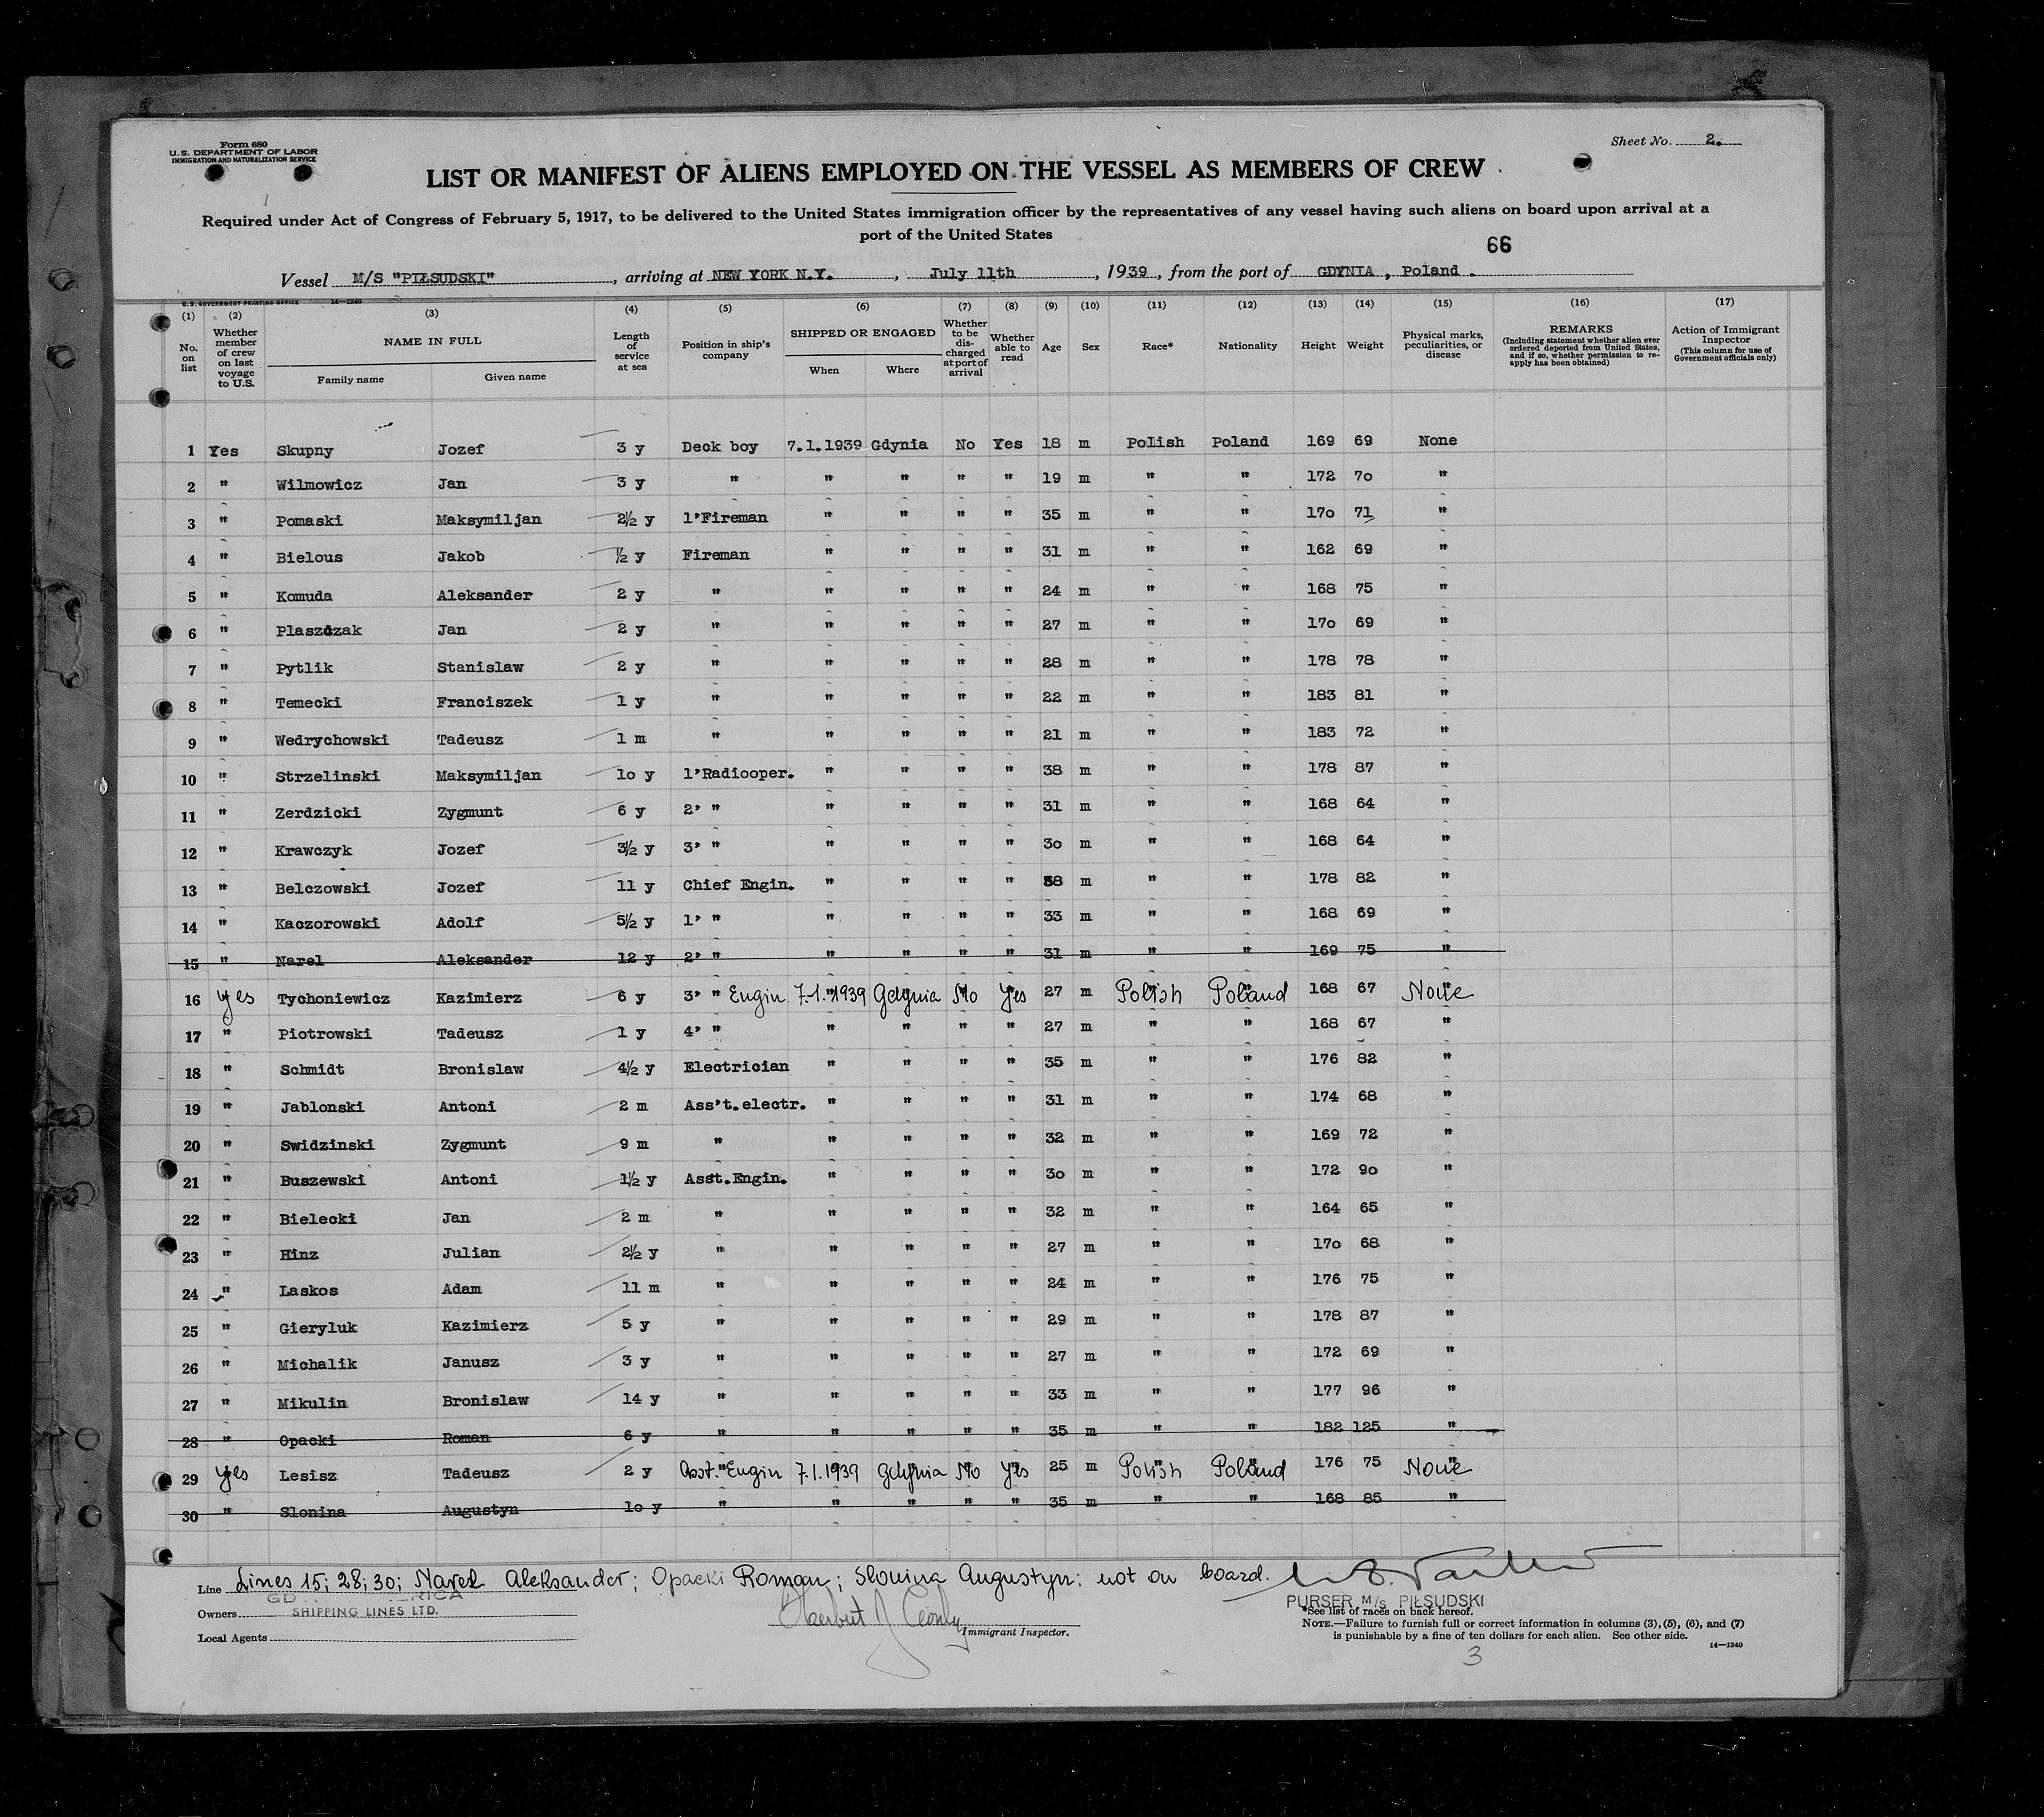 Form 680
U. S. DEPARTMENT OF LABOR
IMMIGRATION AND NATURALIZATION SERVICE
Sheet No. 2.
LIST OR MANIFEST OF ALIENS EMPLOYED ON THE VESSEL AS MEMBERS OF CREW
Required under Act of Congress of February 5, 1917, to be delivered to the United States immigration officer by the representatives of any vessel having such aliens on board upon arrival at a
port of the United States
66
Vessel M/S "PIŁSUDSKI", arriving at NEW YORK N.Y., July 11th, 1939, from the port of GDYNIA, Poland.
U. S. GOVERNMENT PRINTING OFFICE 14—1240
(1) (2) (3) (4) (5) (6) (7) (8) (9) (10) (11) (12) (13) (14) (15) (16) (17)
No. on list
Whether member of crew on last voyage to U.S.
NAME IN FULL
Family name Given name
Length of service at sea
Position in ship's company
SHIPPED OR ENGAGED
When Where
Whether to be discharged at port of arrival
Whether able to read
Age
Sex
Race*
Nationality
Height
Weight
Physical marks, peculiarities, or disease
REMARKS
(Including statement whether alien ever ordered deported from United States, and if so, whether permission to re-apply has been obtained)
Action of Immigrant Inspector
(This column for use of Government officials only)
1 Yes Skupny Jozef 3 y Deck boy 7.1.1939 Gdynia No Yes 18 m Polish Poland 169 69 None
2 " Wilmowicz Jan 3 y " " " " " 19 m " " 172 70 "
3 " Pomaski Maksymiljan 2½ y 1'Fireman " " " " 35 m " " 170 71 "
4 " Bielous Jakob ½ y Fireman " " " " 31 m " " 162 69 "
5 " Komuda Aleksander 2 y " " " " " 24 m " " 168 75 "
6 " Plaszczak Jan 2 y " " " " " 27 m " " 170 69 "
7 " Pytlik Stanislaw 2 y " " " " " 28 m " " 178 78 "
8 " Temecki Franciszek 1 y " " " " " 22 m " " 183 81 "
9 " Wedrychowski Tadeusz 1 m " " " " " 21 m " " 183 72 "
10 " Strzelinski Maksymiljan 10 y 1'Radiooper. " " " " 38 m " " 178 87 "
11 " Zerdzicki Zygmunt 6 y 2' " " " " " 31 m " " 168 64 "
12 " Krawczyk Jozef 3½ y 3' " " " " " 30 m " " 168 64 "
13 " Belczowski Jozef 11 y Chief Engin. " " " " 38 m " " 178 82 "
14 " Kaczorowski Adolf 5½ y 1' " " " " " 33 m " " 168 69 "
15 " Narel Aleksander 12 y 2' " " " " " 31 m " " 169 75 "
16 Yes Tychoniewicz Kazimierz 6 y 3' " Engin 7.1.1939 Gdynia No Yes 27 m Polish Poland 168 67 None
17 " Piotrowski Tadeusz 1 y 4' " " " " " 27 m " " 168 67 "
18 " Schmidt Bronislaw 4½ y Electrician " " " " 35 m " " 176 82 "
19 " Jablonski Antoni 2 m Ass't.electr. " " " " 31 m " " 174 68 "
20 " Swidzinski Zygmunt 9 m " " " " " 32 m " " 169 72 "
21 " Buszewski Antoni 1½ y Asst.Engin. " " " " 30 m " " 172 90 "
22 " Bielecki Jan 2 m " " " " " 32 m " " 164 65 "
23 " Hinz Julian 2½ y " " " " " 27 m " " 170 68 "
24 " Laskos Adam 11 m " " " " " 24 m " " 176 75 "
25 " Gieryluk Kazimierz 5 y " " " " " 29 m " " 178 87 "
26 " Michalik Janusz 3 y " " " " " 27 m " " 172 69 "
27 " Mikulin Bronislaw 14 y " " " " " 33 m " " 177 96 "
28 " Opacki Roman 6 y " " " " " 35 m " " 182 125 "
29 Yes Lesisz Tadeusz 2 y Asst. Engin 7.1.1939 Gdynia No Yes 25 m Polish Poland 176 75 None
30 " Slonina Augustyn 10 y " " " " " 35 m " " 168 85 "
Line Lines 15; 28; 30; Narel Aleksander; Opacki Roman; Slonina Augustyn; not on board.
Owners SHIPPING LINES LTD.
PURSER M/S PIŁSUDSKI
Local Agents
Immigrant Inspector.
*See list of races on back hereof.
NOTE.—Failure to furnish full or correct information in columns (3), (5), (6), and (7)
is punishable by a fine of ten dollars for each alien. See other side.
14—1240
3